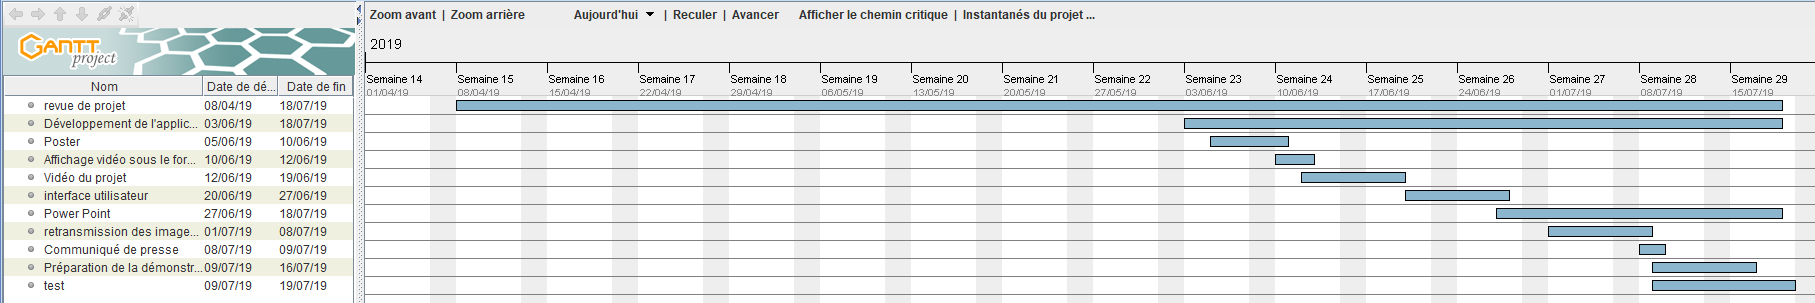 Zoom avant | Zoom arrière Aujourd'hui | Reculer | Avancer Afficher le chemin critique | Instantanés du projet ...
GANTT project
2019
Nom Date de dé... Date de fin
Semaine 14 Semaine 15 Semaine 16 Semaine 17 Semaine 18 Semaine 19 Semaine 20 Semaine 21 Semaine 22 Semaine 23 Semaine 24 Semaine 25 Semaine 26 Semaine 27 Semaine 28 Semaine 29
01/04/19 08/04/19 15/04/19 22/04/19 29/04/19 06/05/19 13/05/19 20/05/19 27/05/19 03/06/19 10/06/19 17/06/19 24/06/19 01/07/19 08/07/19 15/07/19
revue de projet 08/04/19 18/07/19
Développement de l'applic... 03/06/19 18/07/19
Poster 05/06/19 10/06/19
Affichage vidéo sous le for... 10/06/19 12/06/19
Vidéo du projet 12/06/19 19/06/19
interface utilisateur 20/06/19 27/06/19
Power Point 27/06/19 18/07/19
retransmission des image... 01/07/19 08/07/19
Communiqué de presse 08/07/19 09/07/19
Préparation de la démonstr... 09/07/19 16/07/19
test 09/07/19 19/07/19